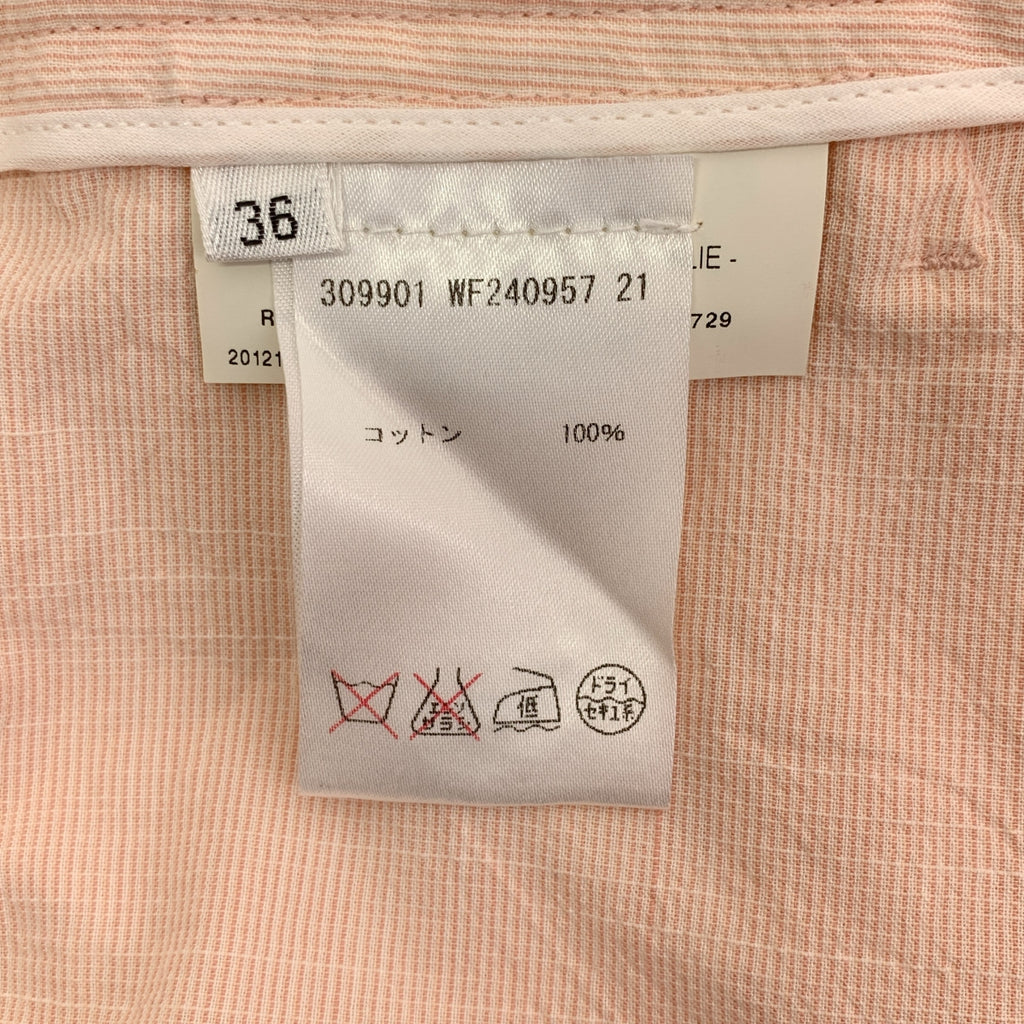 36
309901 WF240957 21
LIE -
R
729
20121
コットン 100%
エンソ
サラシ
低
ドライ
セキユ系